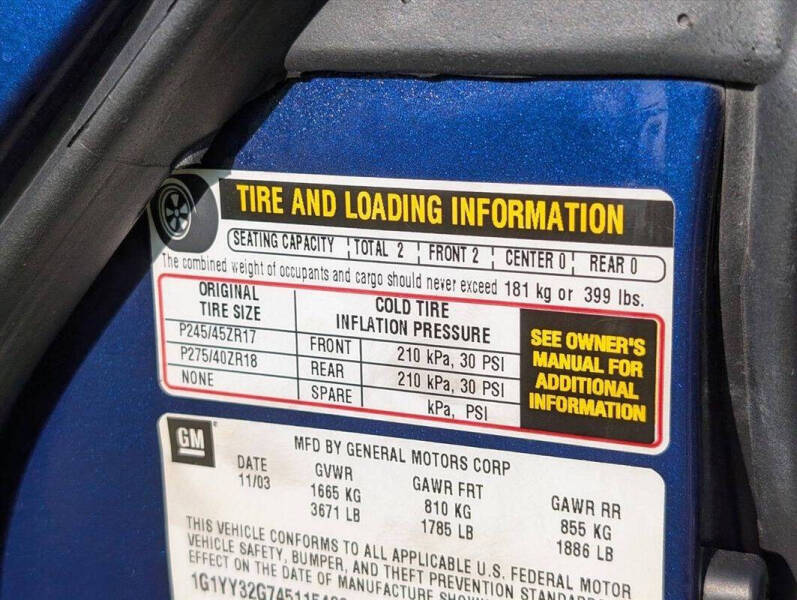 TIRE AND LOADING INFORMATION
SEATING CAPACITY TOTAL 2 FRONT 2 CENTER 0 REAR 0
The combined weight of occupants and cargo should never exceed 181 kg or 399 lbs.
ORIGINAL
TIRE SIZE
COLD TIRE
INFLATION PRESSURE
P245/45ZR17 FRONT 210 kPa, 30 PSI
P275/40ZR18 REAR 210 kPa, 30 PSI
NONE SPARE kPa, PSI
SEE OWNER'S
MANUAL FOR
ADDITIONAL
INFORMATION
GM
MFD BY GENERAL MOTORS CORP
DATE GVWR GAWR FRT GAWR RR
11/03 1665 KG 810 KG 855 KG
3671 LB 1785 LB 1886 LB
THIS VEHICLE CONFORMS TO ALL APPLICABLE U.S. FEDERAL MOTOR
VEHICLE SAFETY, BUMPER, AND THEFT PREVENTION
EFFECT ON THE DATE OF MANUFACTURE